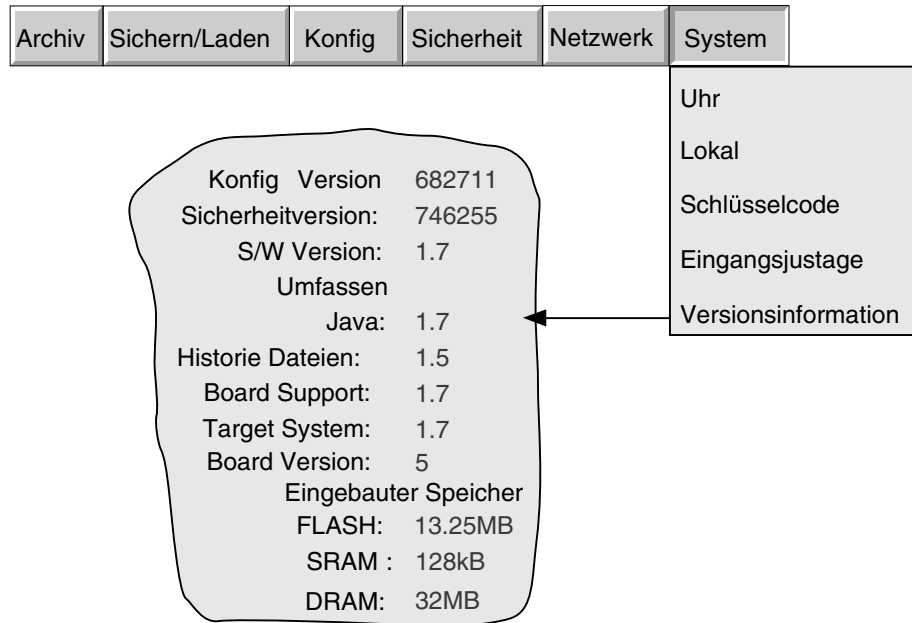 Archiv Sichern/Laden Konfig Sicherheit Netzwerk System
Uhr
Lokal
Schlüsselcode
Eingangsjustage
Versionsinformation
Konfig Version 682711
Sicherheitversion: 746255
S/W Version: 1.7
Umfassen
Java: 1.7
Historie Dateien: 1.5
Board Support: 1.7
Target System: 1.7
Board Version: 5
Eingebauter Speicher
FLASH: 13.25MB
SRAM : 128kB
DRAM: 32MB